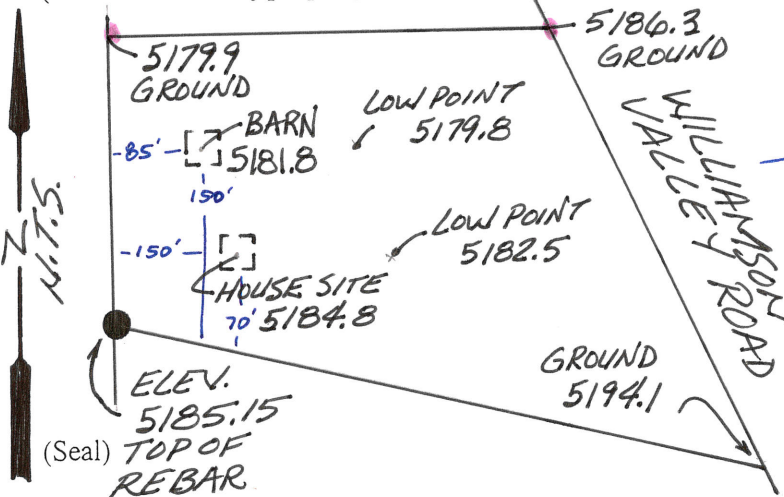 5179.9
GROUND
5186.3
GROUND
LOW POINT
5179.8
BARN
5181.8
-85'-
150'
WILLIAMSON
VALLEY ROAD
N
N.T.S.
LOW POINT
5182.5
-150'-
HOUSE SITE
5184.8
70'
GROUND
5194.1
ELEV.
5185.15
TOP OF
REBAR
(Seal)